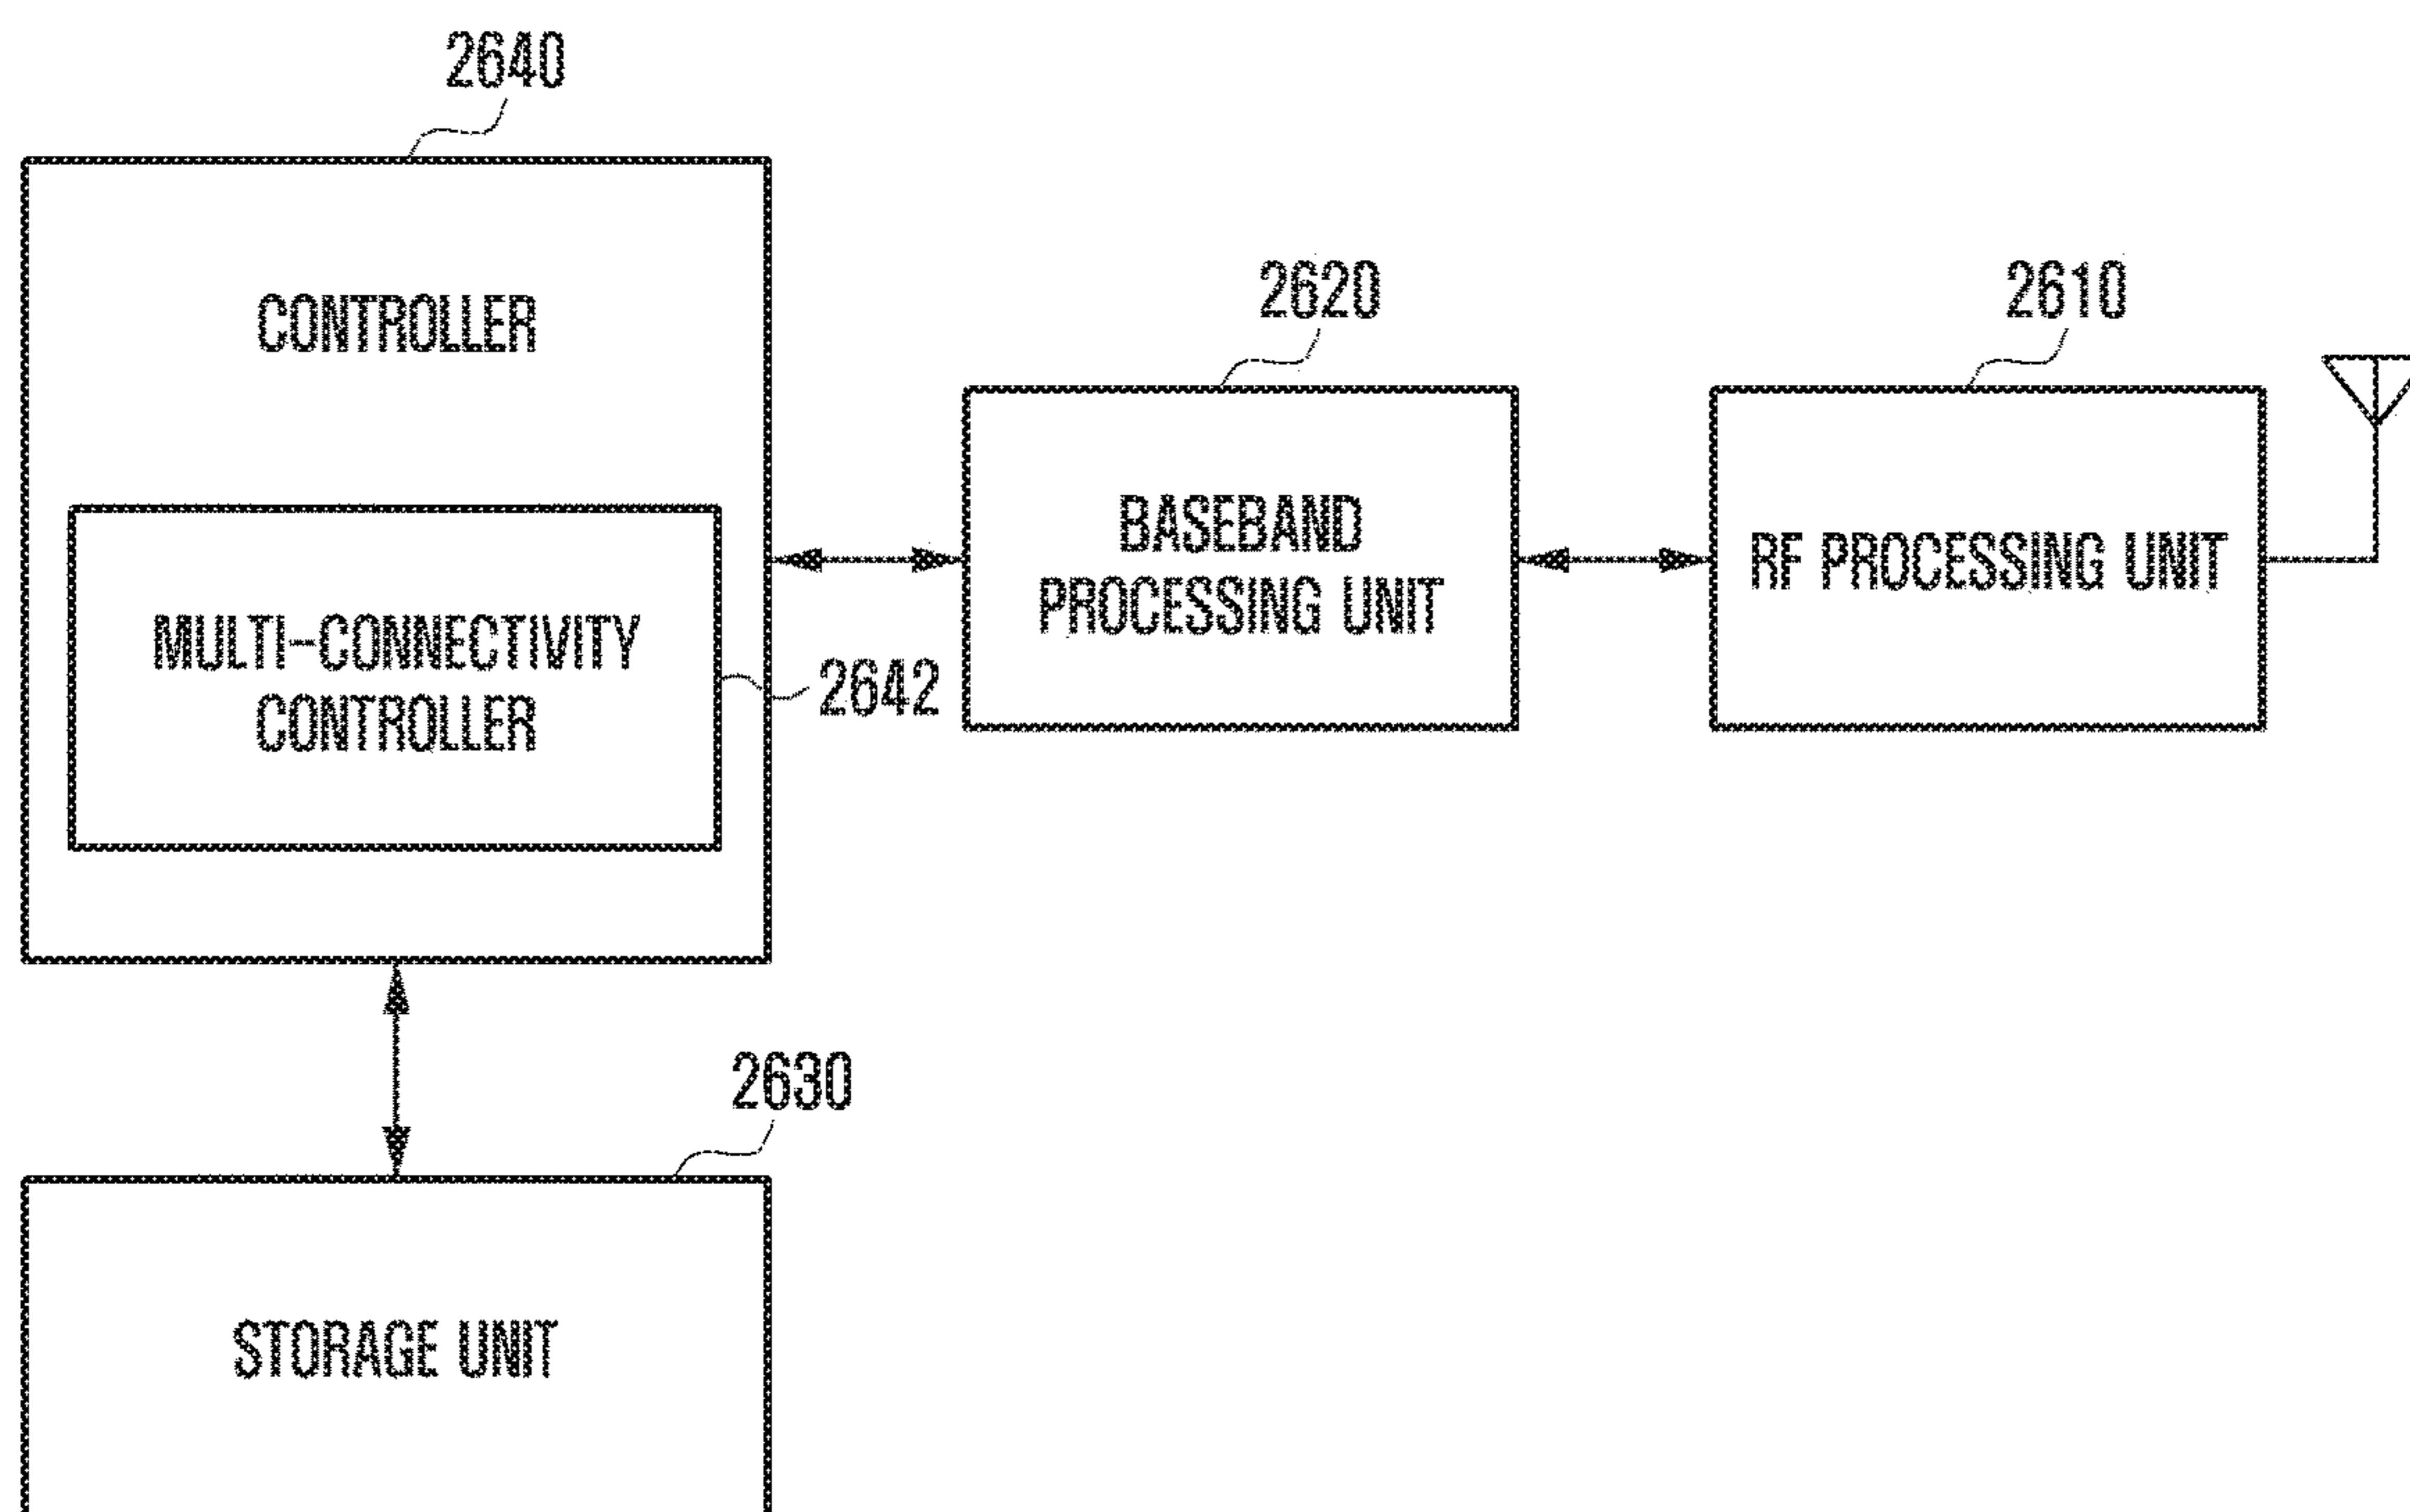 2640
CONTROLLER
2620
2610
BASEBAND
PROCESSING UNIT
RF PROCESSING UNIT
MULTI-CONNECTIVITY
CONTROLLER
2642
2630
STORAGE UNIT